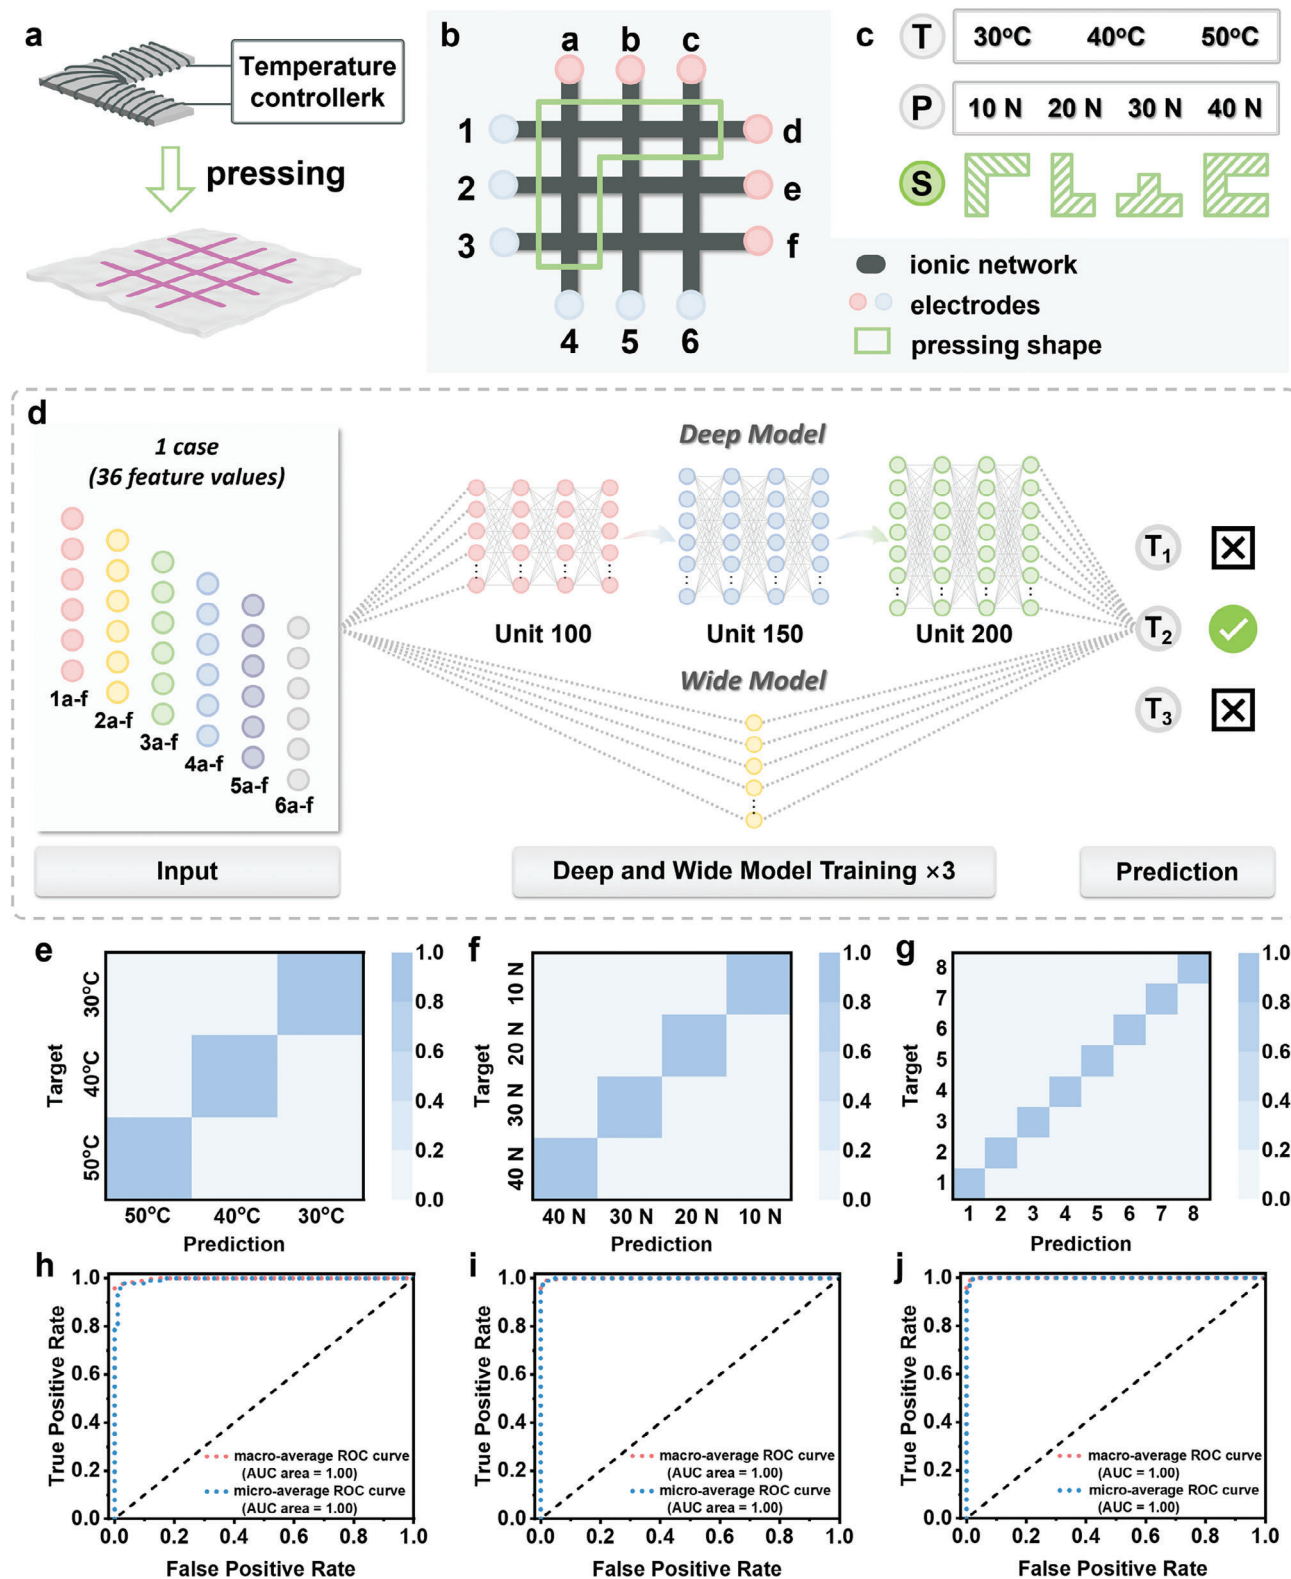 a
Temperature
controllerk
pressing
b
a b c
1 d
2 e
3 f
4 5 6
c
T 30°C 40°C 50°C
P 10 N 20 N 30 N 40 N
S
ionic network
electrodes
pressing shape
d
1 case
(36 feature values)
1a-f
2a-f
3a-f
4a-f
5a-f
6a-f
Deep Model
Unit 100 Unit 150 Unit 200
Wide Model
T1
T2
T3
Input
Deep and Wide Model Training ×3
Prediction
e
Target
30°C
40°C
50°C
50°C 40°C 30°C
Prediction
1.0
0.8
0.6
0.4
0.2
0.0
f
Target
10 N
20 N
30 N
40 N
40 N 30 N 20 N 10 N
Prediction
1.0
0.8
0.6
0.4
0.2
0.0
g
Target
8
7
6
5
4
3
2
1
1 2 3 4 5 6 7 8
Prediction
1.0
0.8
0.6
0.4
0.2
0.0
h
True Positive Rate
1.0
0.8
0.6
0.4
0.2
0.0
macro-average ROC curve
(AUC area = 1.00)
micro-average ROC curve
(AUC area = 1.00)
0.0 0.2 0.4 0.6 0.8 1.0
False Positive Rate
i
True Positive Rate
1.0
0.8
0.6
0.4
0.2
0.0
macro-average ROC curve
(AUC area = 1.00)
micro-average ROC curve
(AUC area = 1.00)
0.0 0.2 0.4 0.6 0.8 1.0
False Positive Rate
j
True Positive Rate
1.0
0.8
0.6
0.4
0.2
0.0
macro-average ROC curve
(AUC = 1.00)
micro-average ROC curve
(AUC = 1.00)
0.0 0.2 0.4 0.6 0.8 1.0
False Positive Rate